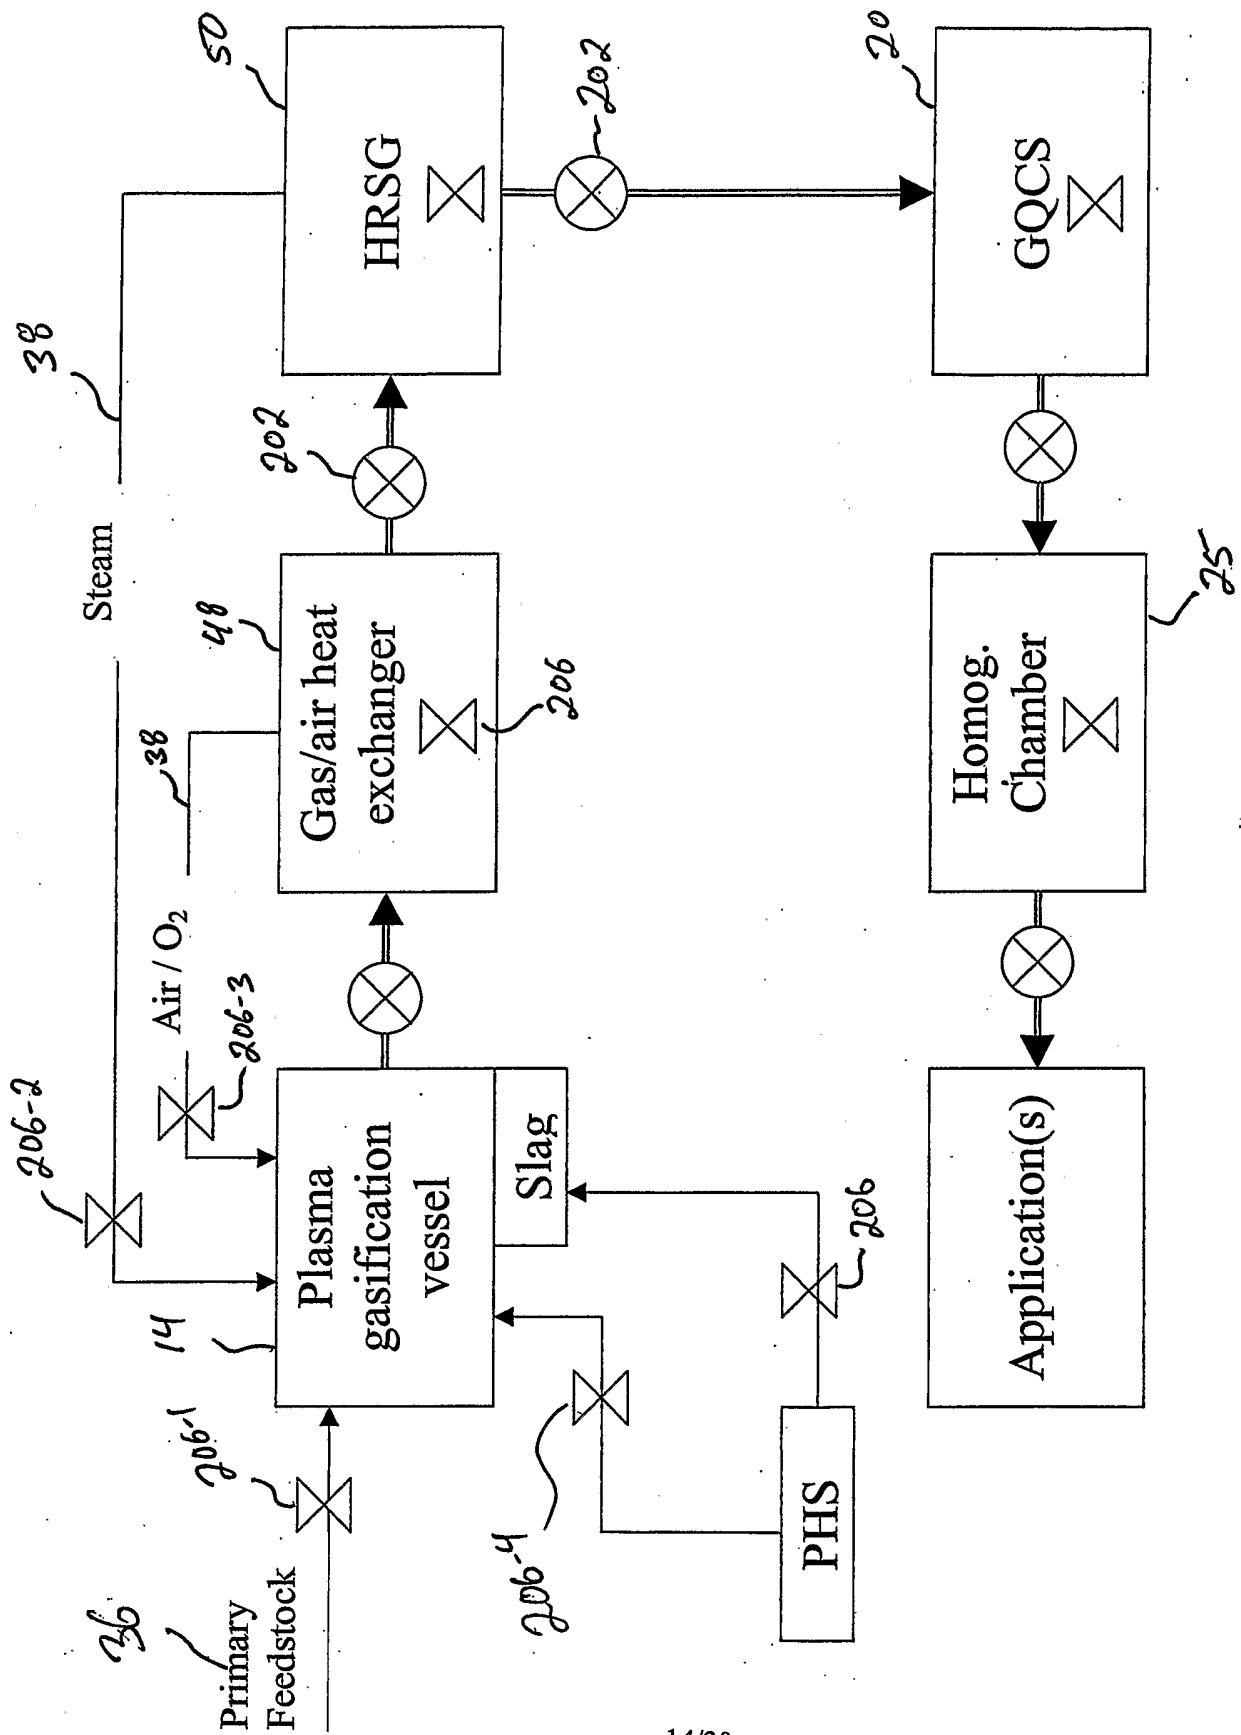 36
Primary
Feedstock
206-1
14
206-2
Steam
38
50
Air / O2
206-3
38
48
202
Plasma
gasification
vessel
Gas/air heat
exchanger
206
HRSG
202
Slag
206-4
206
PHS
Application(s)
Homog.
Chamber
25
GQCS
20